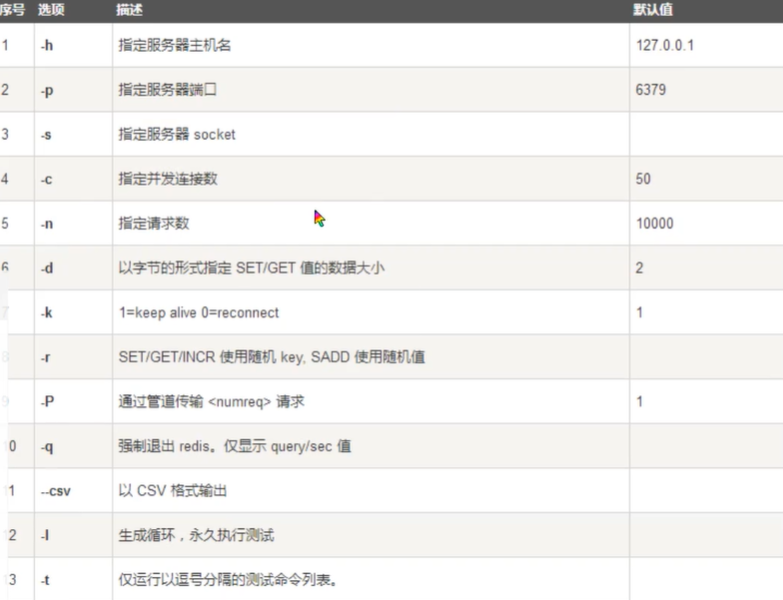 序号 选项 描述 默认值
1 -h 指定服务器主机名 127.0.0.1
2 -p 指定服务器端口 6379
3 -s 指定服务器 socket
4 -c 指定并发连接数 50
5 -n 指定请求数 10000
6 -d 以字节的形式指定 SET/GET 值的数据大小 2
7 -k 1=keep alive 0=reconnect 1
8 -r SET/GET/INCR 使用随机 key, SADD 使用随机值
9 -P 通过管道传输 <numreq> 请求 1
0 -q 强制退出 redis。仅显示 query/sec 值
1 --csv 以 CSV 格式输出
2 -l 生成循环，永久执行测试
3 -t 仅运行以逗号分隔的测试命令列表。